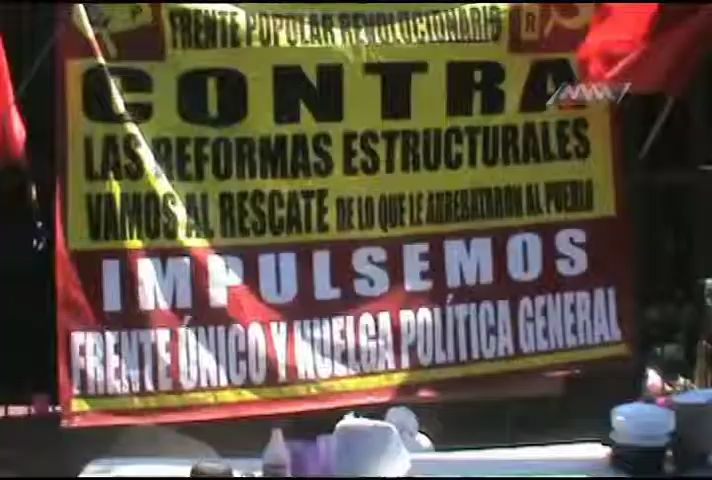 FRENTE POPULAR REVOLUCIONARIO
R
CONTRA
LAS REFORMAS ESTRUCTURALES
VAMOS AL RESCATE DE LO QUE LE ARREBATARON AL PUEBLO
IMPULSEMOS
FRENTE ÚNICO Y HUELGA POLÍTICA GENERAL